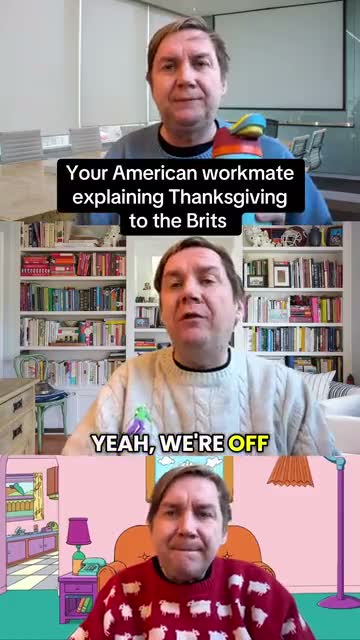 Your American workmate
explaining Thanksgiving
to the Brits
YEAH, WE'RE OFF